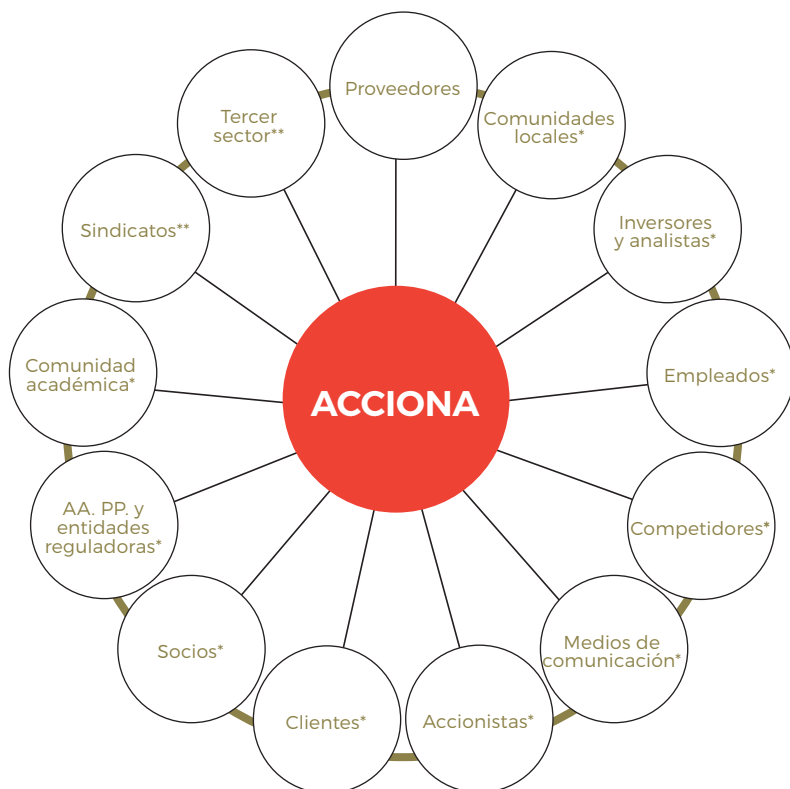 Proveedores
Comunidades
locales*
Inversores
y analistas*
Empleados*
Competidores*
Medios de
comunicación*
Accionistas*
Clientes*
Socios*
AA. PP. y
entidades
reguladoras*
Comunidad
académica*
Sindicatos**
Tercer
sector**
ACCIONA